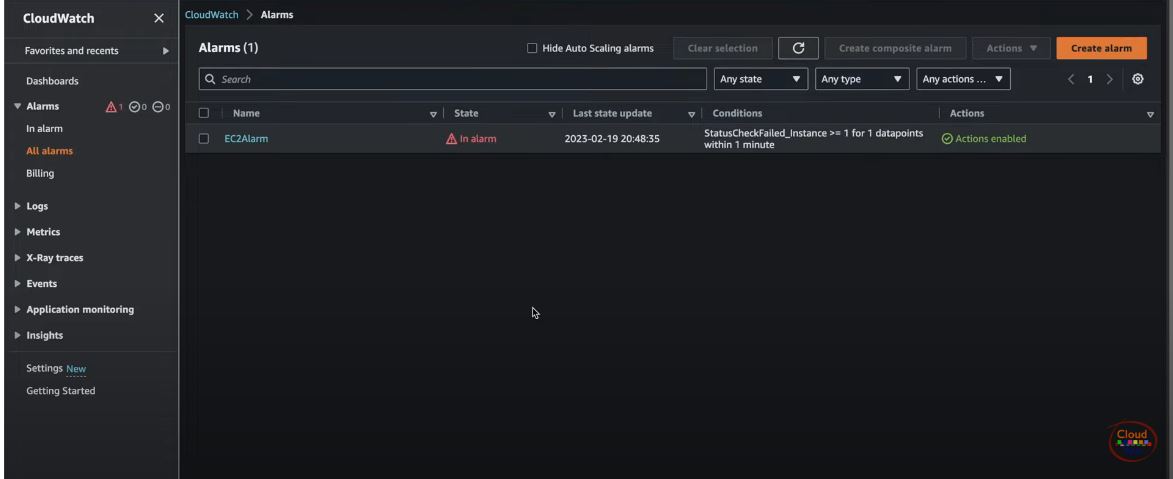 CloudWatch
CloudWatch > Alarms
Favorites and recents
Dashboards
Alarms 1 0 0
In alarm
All alarms
Billing
Logs
Metrics
X-Ray traces
Events
Application monitoring
Insights
Settings New
Getting Started
Alarms (1)
Hide Auto Scaling alarms
Clear selection
Create composite alarm
Actions
Create alarm
Search
Any state
Any type
Any actions ...
1
Name State Last state update Conditions Actions
EC2Alarm In alarm 2023-02-19 20:48:35 StatusCheckFailed_Instance >= 1 for 1 datapoints
within 1 minute
Actions enabled
Cloud